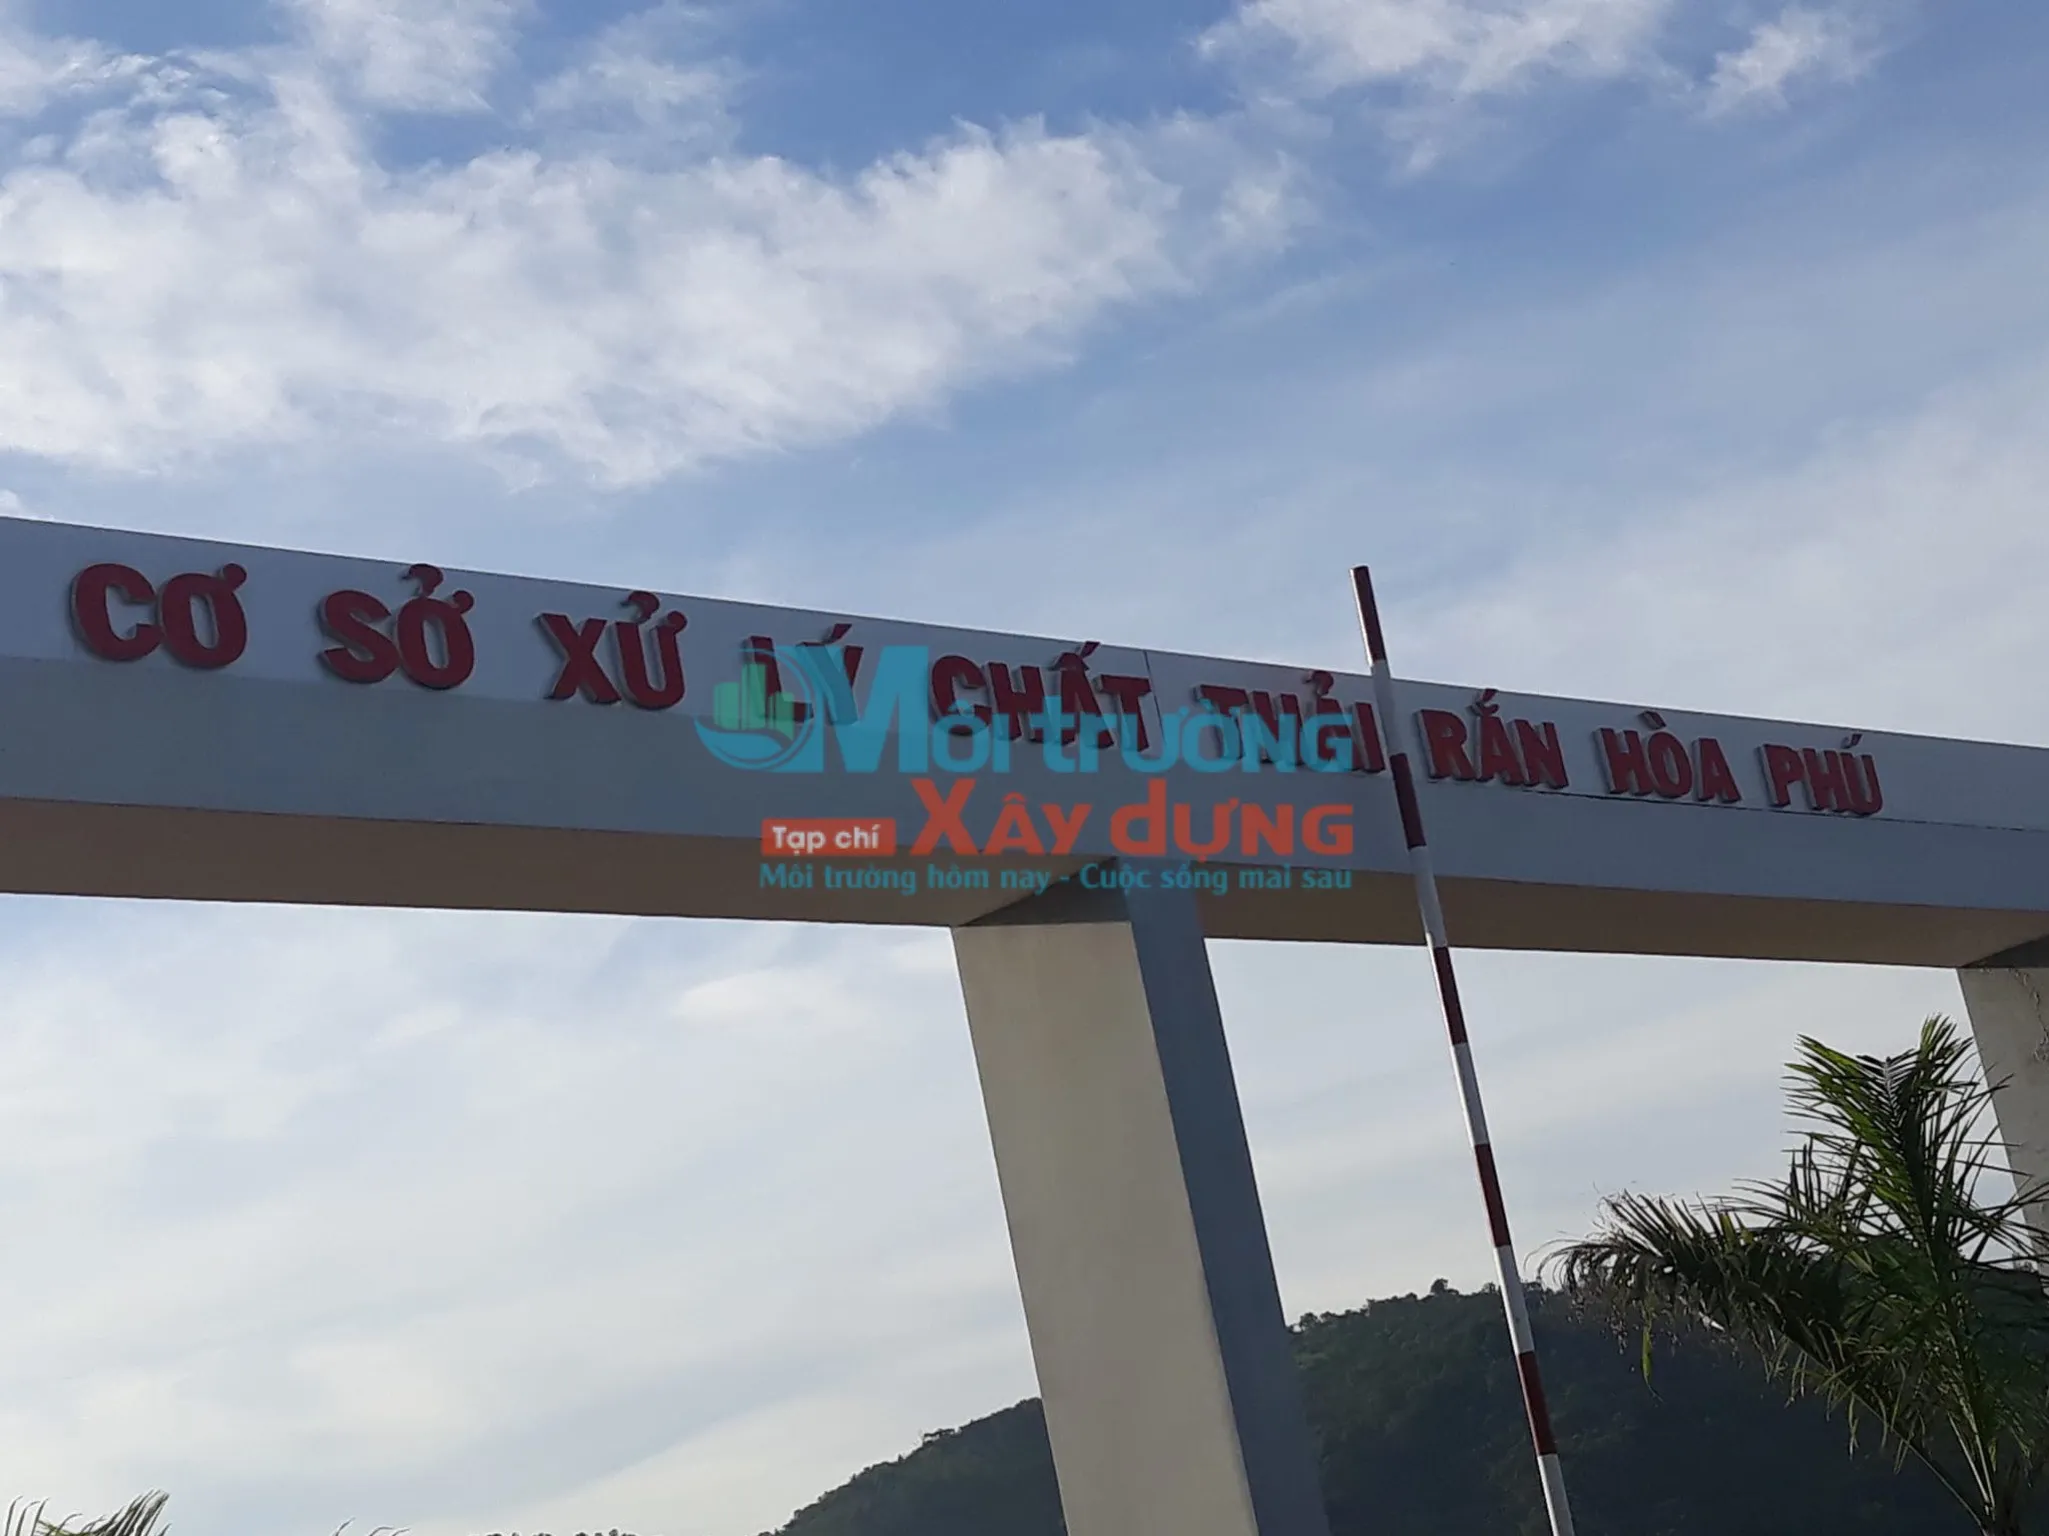 CƠ SỞ XỬ LÝ CHẤT THẢI RẮN HÒA PHÚ
Môi trường
Tạp chí XÂY dựng
Môi trường hôm nay - Cuộc sống mai sau